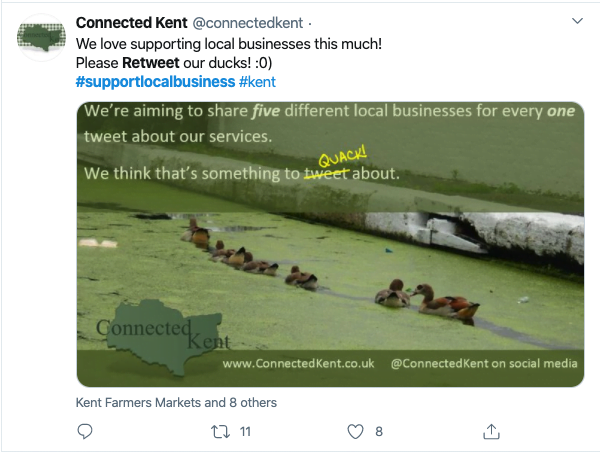 Connected Kent @connectedkent ·
We love supporting local businesses this much!
Please Retweet our ducks! :0)
#supportlocalbusiness #kent
We're aiming to share five different local businesses for every one
tweet about our services.
QUACK!
We think that's something to tweet about.
Connected
Kent
www.ConnectedKent.co.uk @ConnectedKent on social media
Kent Farmers Markets and 8 others
11 8